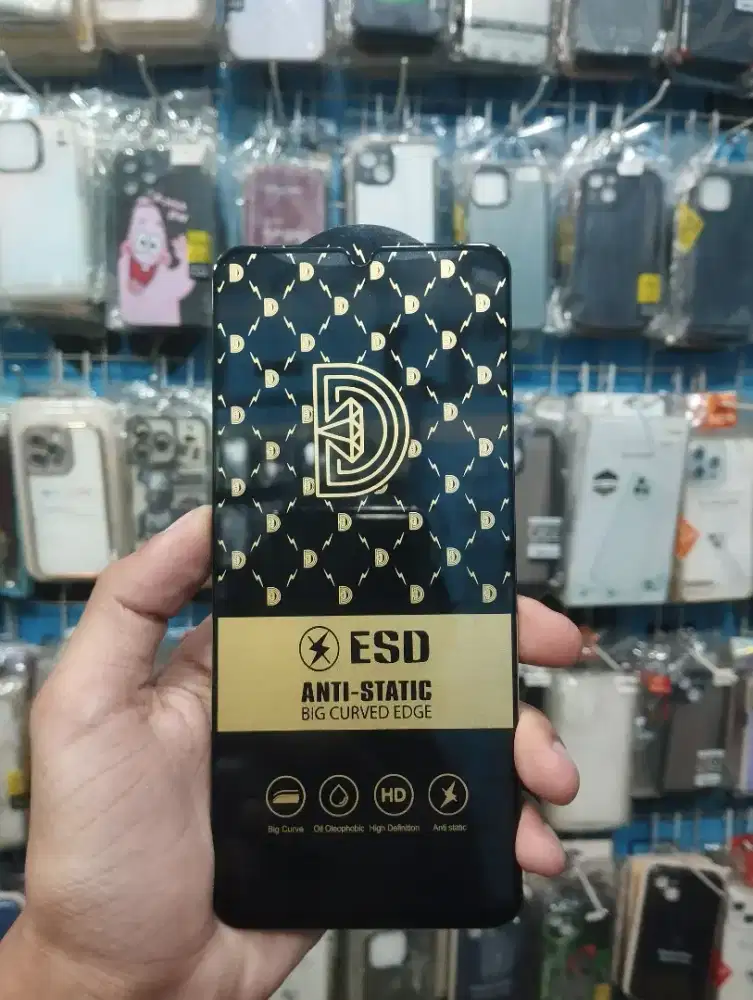 D
ESD
ANTI-STATIC
BIG CURVED EDGE
HD
Big Curve Oil Oleophobic High Definition Anti static